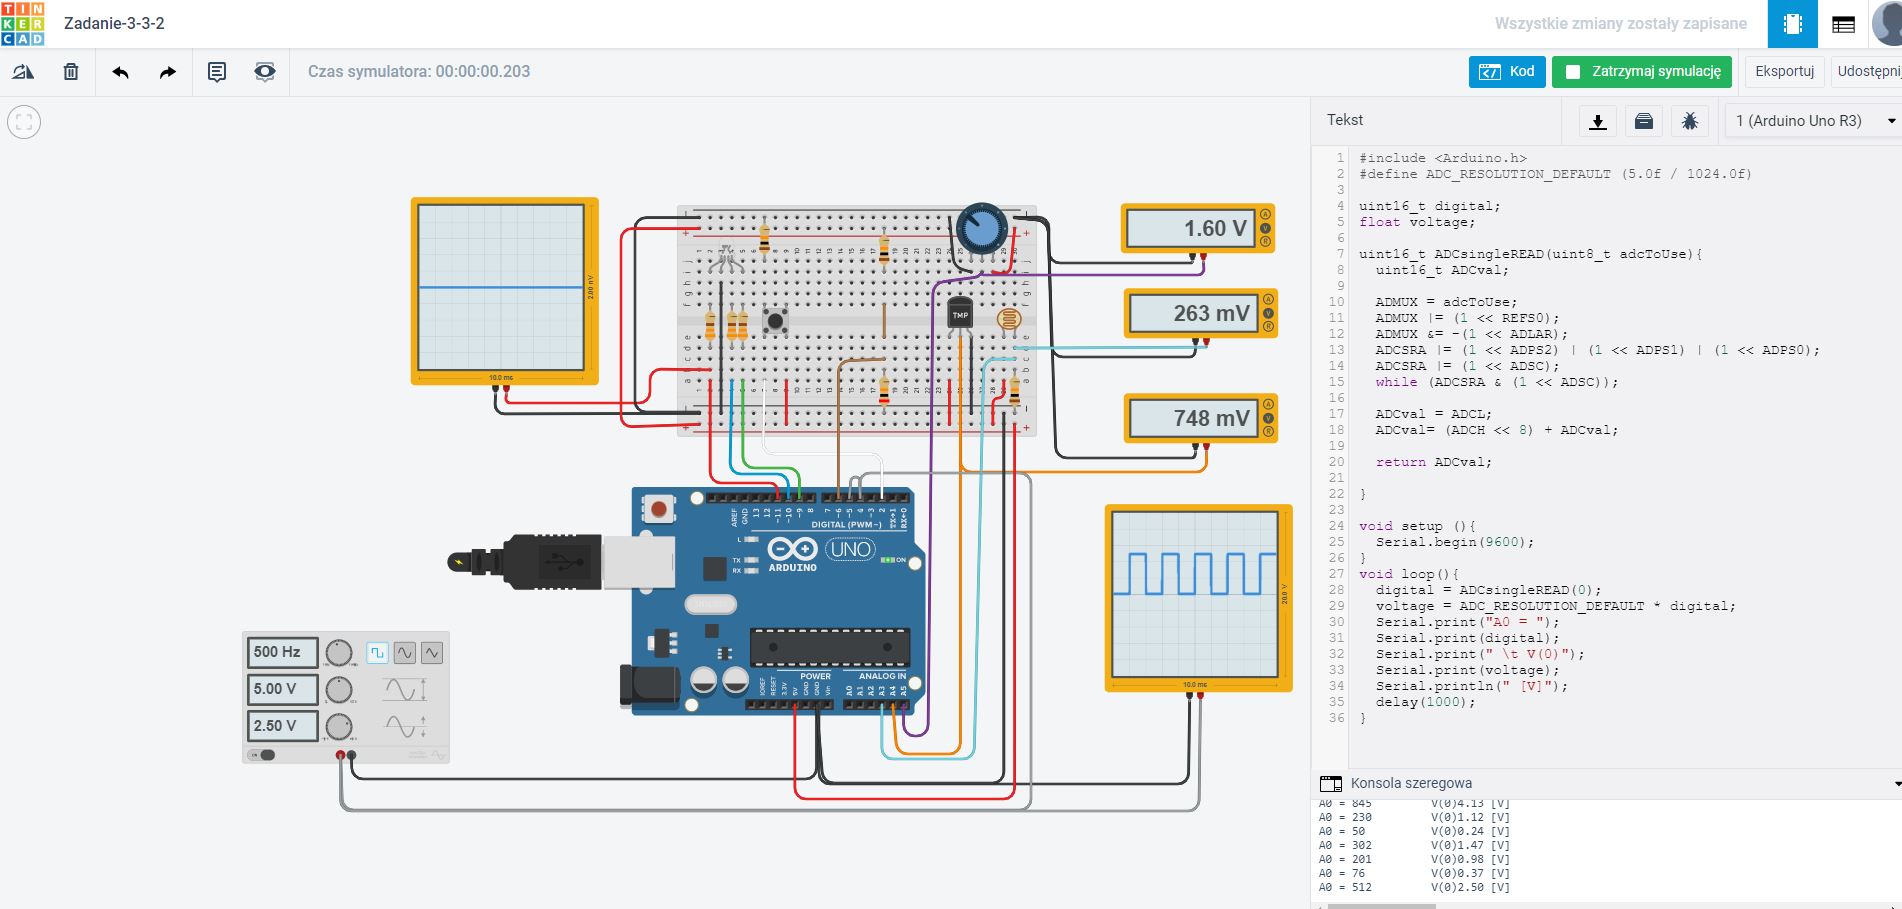 TIN
KER
CAD
Zadanie-3-3-2
Wszystkie zmiany zostały zapisane
Czas symulatora: 00:00:00.203
Kod
Zatrzymaj symulację
Eksportuj
Udostępnij
Tekst
1 (Arduino Uno R3)
1 #include <Arduino.h>
2 #define ADC_RESOLUTION_DEFAULT (5.0f / 1024.0f)
3
4 uint16_t digital;
5 float voltage;
6
7 uint16_t ADCsingleREAD(uint8_t adcToUse){
8 uint16_t ADCval;
9
10 ADMUX = adcToUse;
11 ADMUX |= (1 << REFS0);
12 ADMUX &= ~(1 << ADLAR);
13 ADCSRA |= (1 << ADPS2) | (1 << ADPS1) | (1 << ADPS0);
14 ADCSRA |= (1 << ADSC);
15 while (ADCSRA & (1 << ADSC));
16
17 ADCval = ADCL;
18 ADCval= (ADCH << 8) + ADCval;
19
20 return ADCval;
21
22 }
23
24 void setup (){
25 Serial.begin(9600);
26 }
27 void loop(){
28 digital = ADCsingleREAD(0);
29 voltage = ADC_RESOLUTION_DEFAULT * digital;
30 Serial.print("A0 = ");
31 Serial.print(digital);
32 Serial.print(" \t V(0)");
33 Serial.print(voltage);
34 Serial.println(" [V]");
35 delay(1000);
36 }
Konsola szeregowa
A0 = 845 V(0)4.13 [V]
A0 = 230 V(0)1.12 [V]
A0 = 50 V(0)0.24 [V]
A0 = 302 V(0)1.47 [V]
A0 = 201 V(0)0.98 [V]
A0 = 76 V(0)0.37 [V]
A0 = 512 V(0)2.50 [V]
1.60 V
263 mV
748 mV
10.0 ms
TMP
AREF
GND
13
12
~11
~10
~9
8
7
~6
~5
4
~3
2
TX→1
RX←0
DIGITAL (PWM~)
L
TX
RX
ARDUINO
UNO
ON
POWER
ANALOG IN
IOREF
RESET
3.3V
5V
GND
GND
Vin
A0
A1
A2
A3
A4
A5
10.0 ms
20.0 V
500 Hz
5.00 V
2.50 V